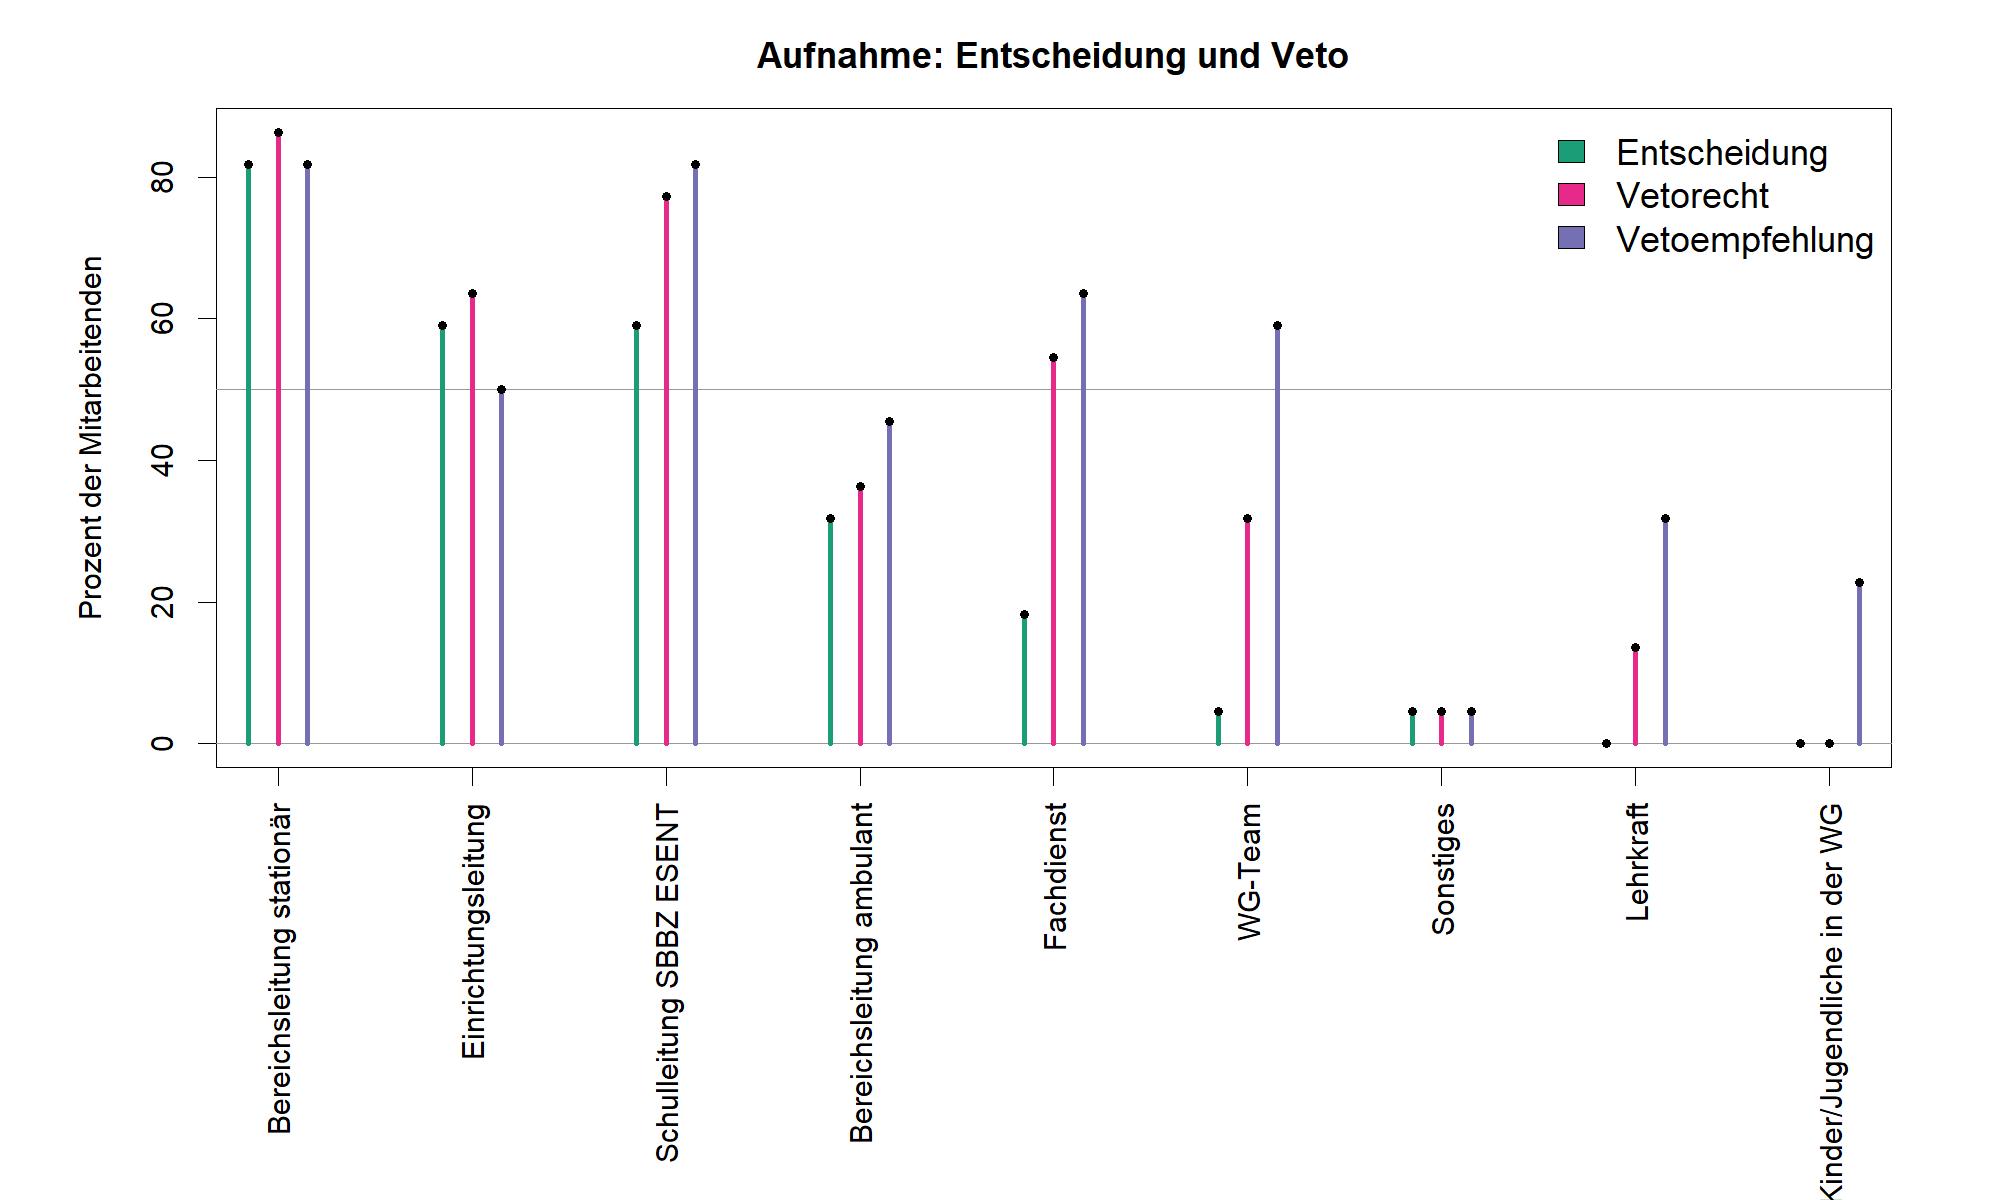 Aufnahme: Entscheidung und Veto
Entscheidung
Vetorecht
Vetoempfehlung
Prozent der Mitarbeitenden
80
60
40
20
0
Bereichsleitung stationär
Einrichtungsleitung
Schulleitung SBBZ ESENT
Bereichsleitung ambulant
Fachdienst
WG-Team
Sonstiges
Lehrkraft
Kinder/Jugendliche in der WG